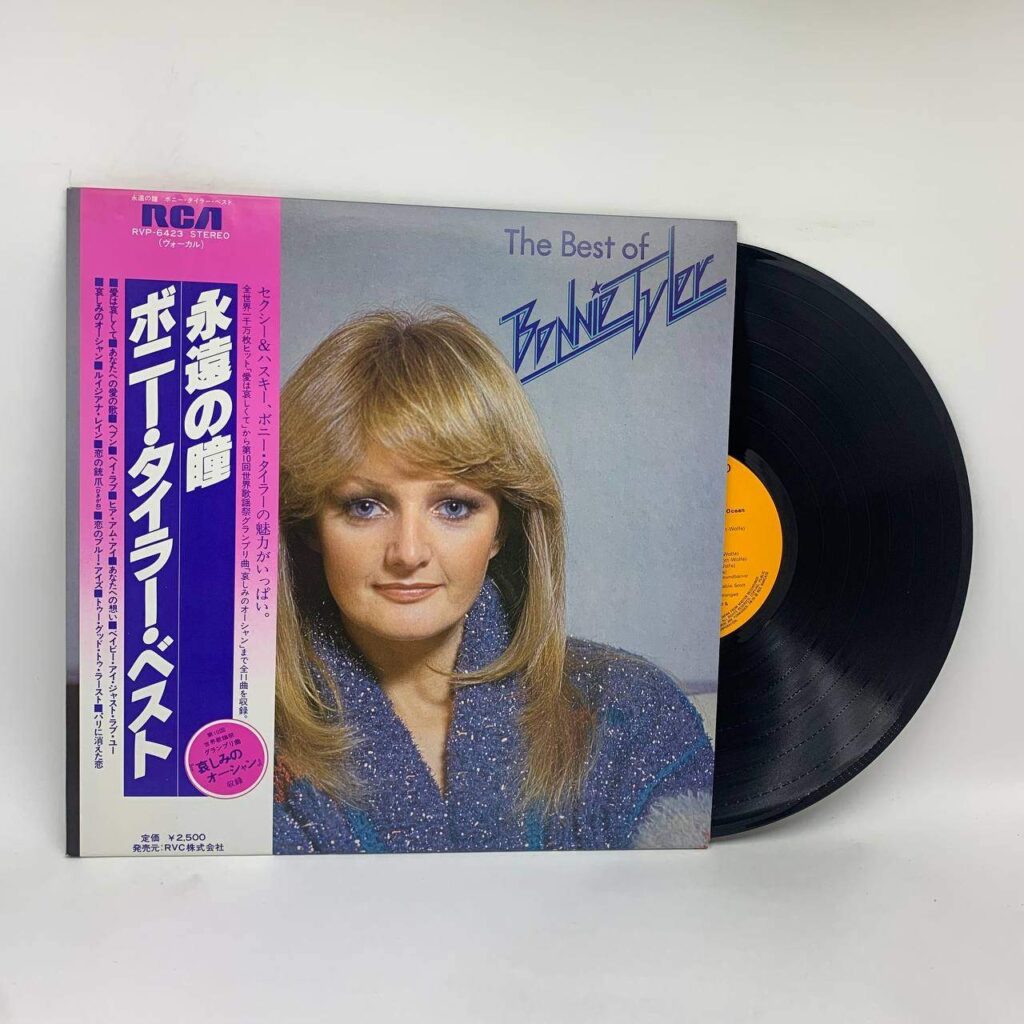 永遠の瞳 ボニー・タイラー・ベスト
RCA
RVP-6423 STEREO
(ヴォーカル)
セクシー&ハスキー、ボニー・タイラーの魅力がいっぱい。
全世界一千万枚ヒット「愛は哀しくて」から第10回世界歌謡祭グランプリ曲「哀しみのオーシャン」まで全11曲を収録。
永遠の瞳
ボニー・タイラー・ベスト
■愛は哀しくて■あなたへの愛の歌■ヘブン■ヘイ・ラブ■ヒア・アム・アイ■あなたへの想い■ベイビー・アイ・ジャスト・ラブ・ユー
■哀しみのオーシャン■ルイジアナ・レイン■恋の銃爪(ひきがね)■恋のブルー・アイズ■トゥー・グッド・トゥ・ラースト■パリに消えた恋
第10回
世界歌謡祭
グランプリ曲
「哀しみの
オーシャン」
収録
定価 ¥2,500
発売元:RVC株式会社
The Best of
Bonnie Tyler
Ocean